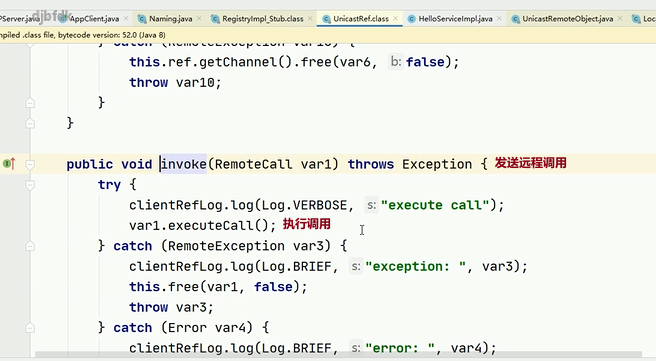 djbfdk
PServer.java AppClient.java Naming.java RegistryImpl_Stub.class UnicastRef.class HelloServiceImpl.java UnicastRemoteObject.java Loc
mpiled .class file, bytecode version: 52.0 (Java 8)
this.ref.getChannel().free(var6, b: false);
throw var10;
}
}
public void invoke(RemoteCall var1) throws Exception { 发送远程调用
try {
clientRefLog.log(Log.VERBOSE, s: "execute call");
var1.executeCall(); 执行调用
} catch (RemoteException var3) {
clientRefLog.log(Log.BRIEF, s: "exception: ", var3);
this.free(var1, false);
throw var3;
} catch (Error var4) {
clientRefLog.log(Log.BRIEF, s: "error: ", var4);